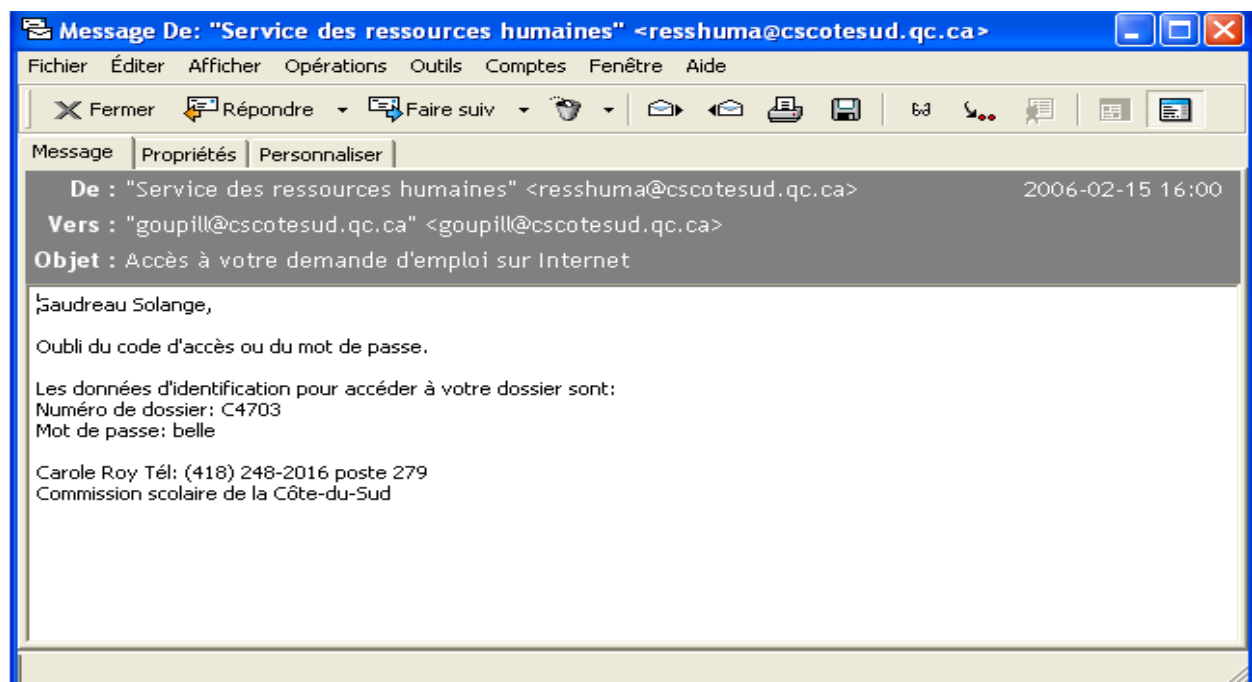 Message De: "Service des ressources humaines" <resshuma@cscotesud.qc.ca>
Fichier Éditer Afficher Opérations Outils Comptes Fenêtre Aide
Fermer Répondre Faire suiv
Message Propriétés Personnaliser
De : "Service des ressources humaines" <resshuma@cscotesud.qc.ca> 2006-02-15 16:00
Vers : "goupill@cscotesud.qc.ca" <goupill@cscotesud.qc.ca>
Objet : Accès à votre demande d'emploi sur Internet
Gaudreau Solange,
Oubli du code d'accès ou du mot de passe.
Les données d'identification pour accéder à votre dossier sont:
Numéro de dossier: C4703
Mot de passe: belle
Carole Roy Tél: (418) 248-2016 poste 279
Commission scolaire de la Côte-du-Sud